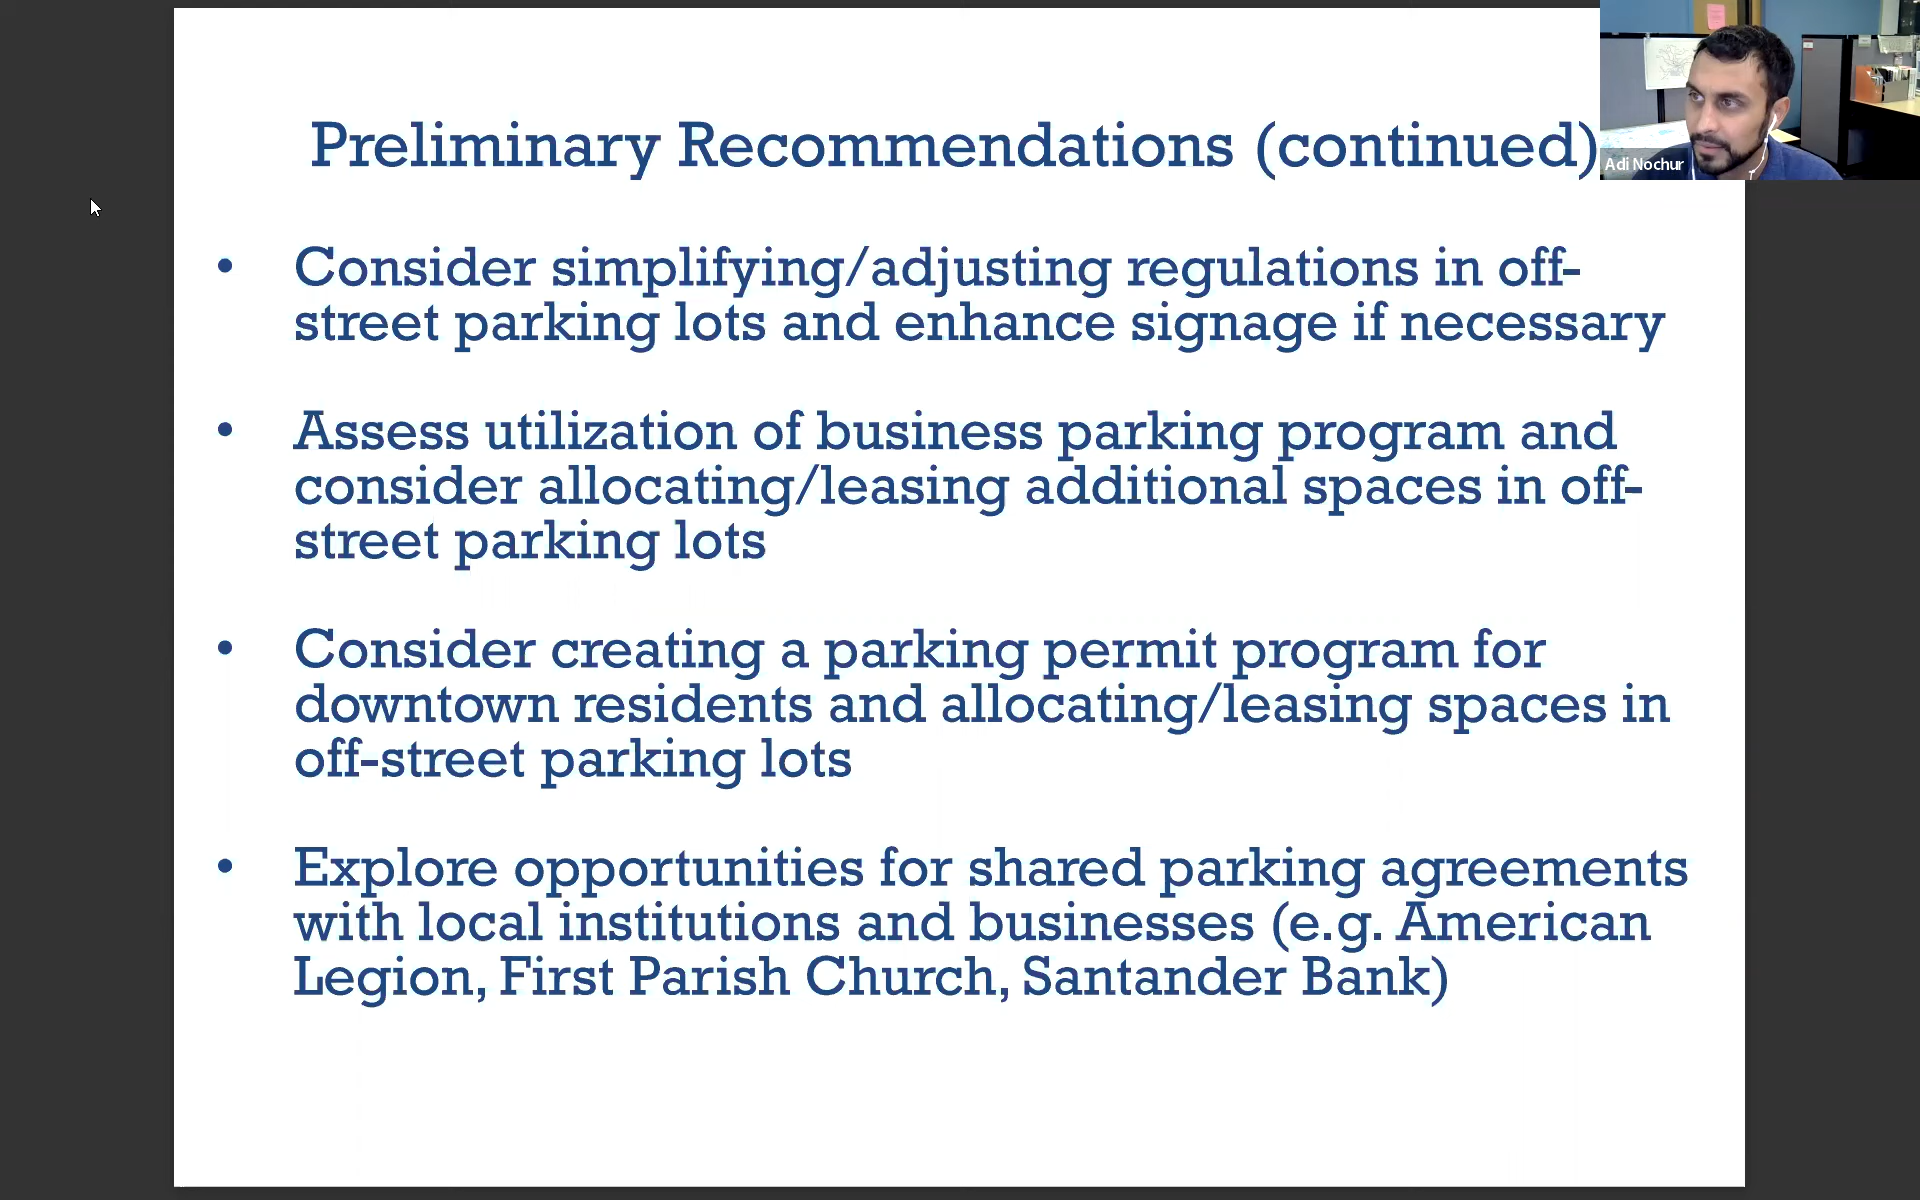 Preliminary Recommendations (continued)
Adi Nochur
• Consider simplifying/adjusting regulations in off-
street parking lots and enhance signage if necessary
• Assess utilization of business parking program and
consider allocating/leasing additional spaces in off-
street parking lots
• Consider creating a parking permit program for
downtown residents and allocating/leasing spaces in
off-street parking lots
• Explore opportunities for shared parking agreements
with local institutions and businesses (e.g. American
Legion, First Parish Church, Santander Bank)